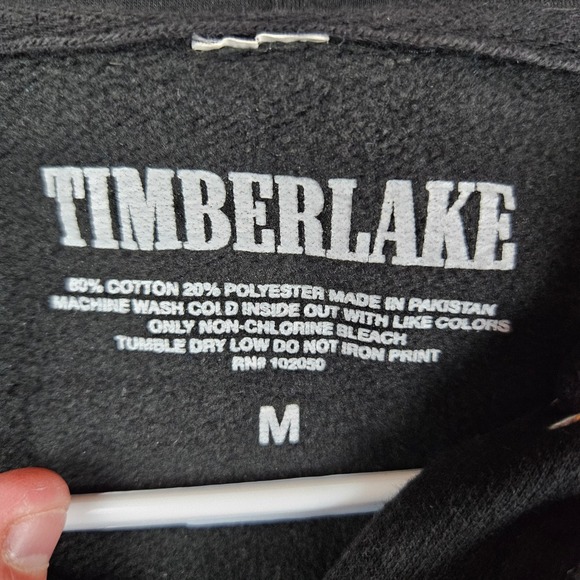 TIMBERLAKE
80% COTTON 20% POLYESTER MADE IN PAKISTAN
MACHINE WASH COLD INSIDE OUT WITH LIKE COLORS
ONLY NON-CHLORINE BLEACH
TUMBLE DRY LOW DO NOT IRON PRINT
RN# 102050
M